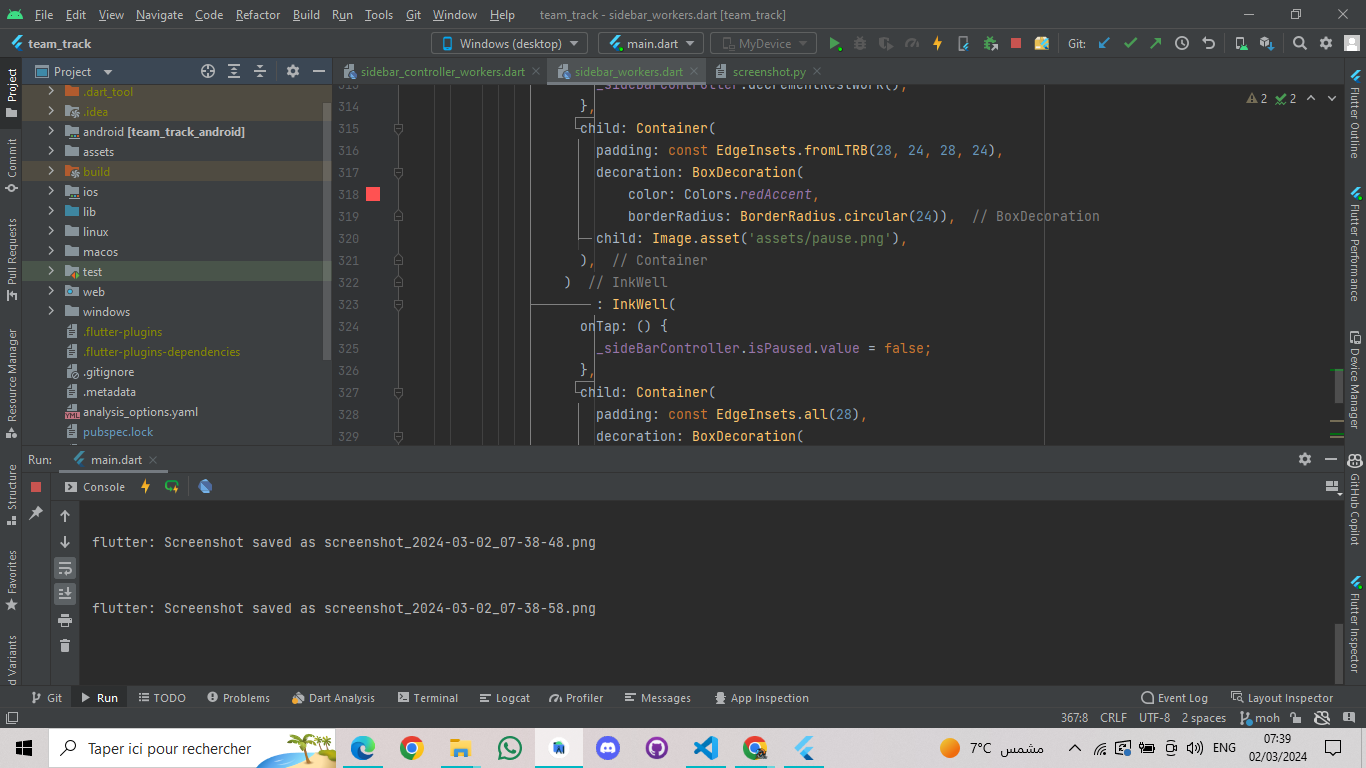 File Edit View Navigate Code Refactor Build Run Tools Git Window Help team_track - sidebar_workers.dart [team_track]
team_track Windows (desktop) main.dart MyDevice Git:
Project
sidebar_controller_workers.dart sidebar_workers.dart screenshot.py
.dart_tool
.idea
android [team_track_android]
assets
build
ios
lib
linux
macos
test
web
windows
.flutter-plugins
.flutter-plugins-dependencies
.gitignore
.metadata
analysis_options.yaml
pubspec.lock
2 2
313 _sideBarController.decrementRestWork();
314 },
315 child: Container(
316 padding: const EdgeInsets.fromLTRB(28, 24, 28, 24),
317 decoration: BoxDecoration(
318 color: Colors.redAccent,
319 borderRadius: BorderRadius.circular(24)), // BoxDecoration
320 child: Image.asset('assets/pause.png'),
321 ), // Container
322 ) // InkWell
323 : InkWell(
324 onTap: () {
325 _sideBarController.isPaused.value = false;
326 },
327 child: Container(
328 padding: const EdgeInsets.all(28),
329 decoration: BoxDecoration(
Project
Commit
Pull Requests
Resource Manager
Structure
Favorites
d Variants
Flutter Outline
Flutter Performance
Device Manager
GitHub Copilot
Flutter Inspector
Run: main.dart
Console
flutter: Screenshot saved as screenshot_2024-03-02_07-38-48.png
flutter: Screenshot saved as screenshot_2024-03-02_07-38-58.png
Git Run TODO Problems Dart Analysis Terminal Logcat Profiler Messages App Inspection Event Log Layout Inspector
367:8 CRLF UTF-8 2 spaces moh
Taper ici pour rechercher
7°C مشمس ENG 07:39
02/03/2024